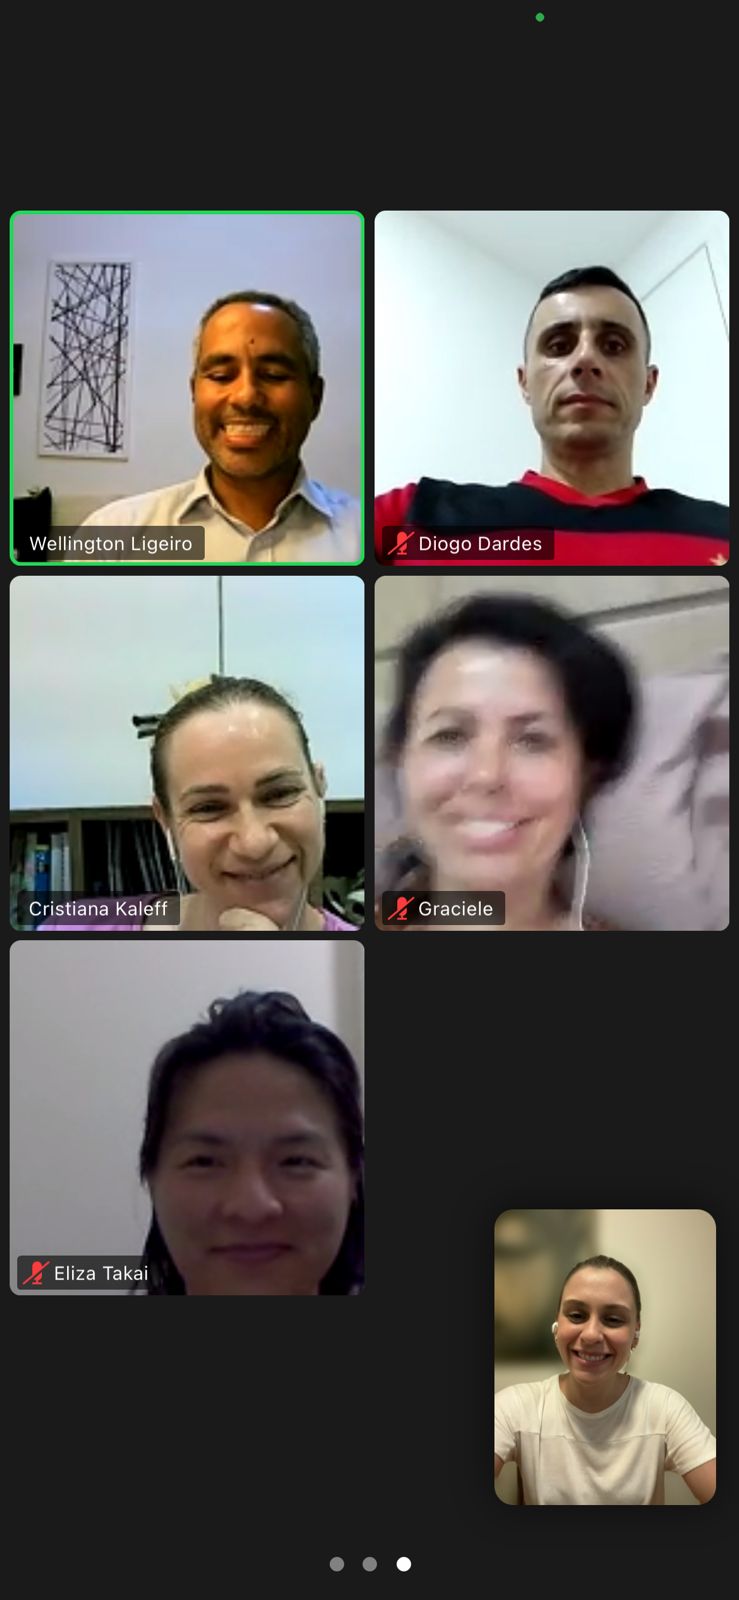 Wellington Ligeiro
Diogo Dardes
Cristiana Kaleff
Graciele
Eliza Takai